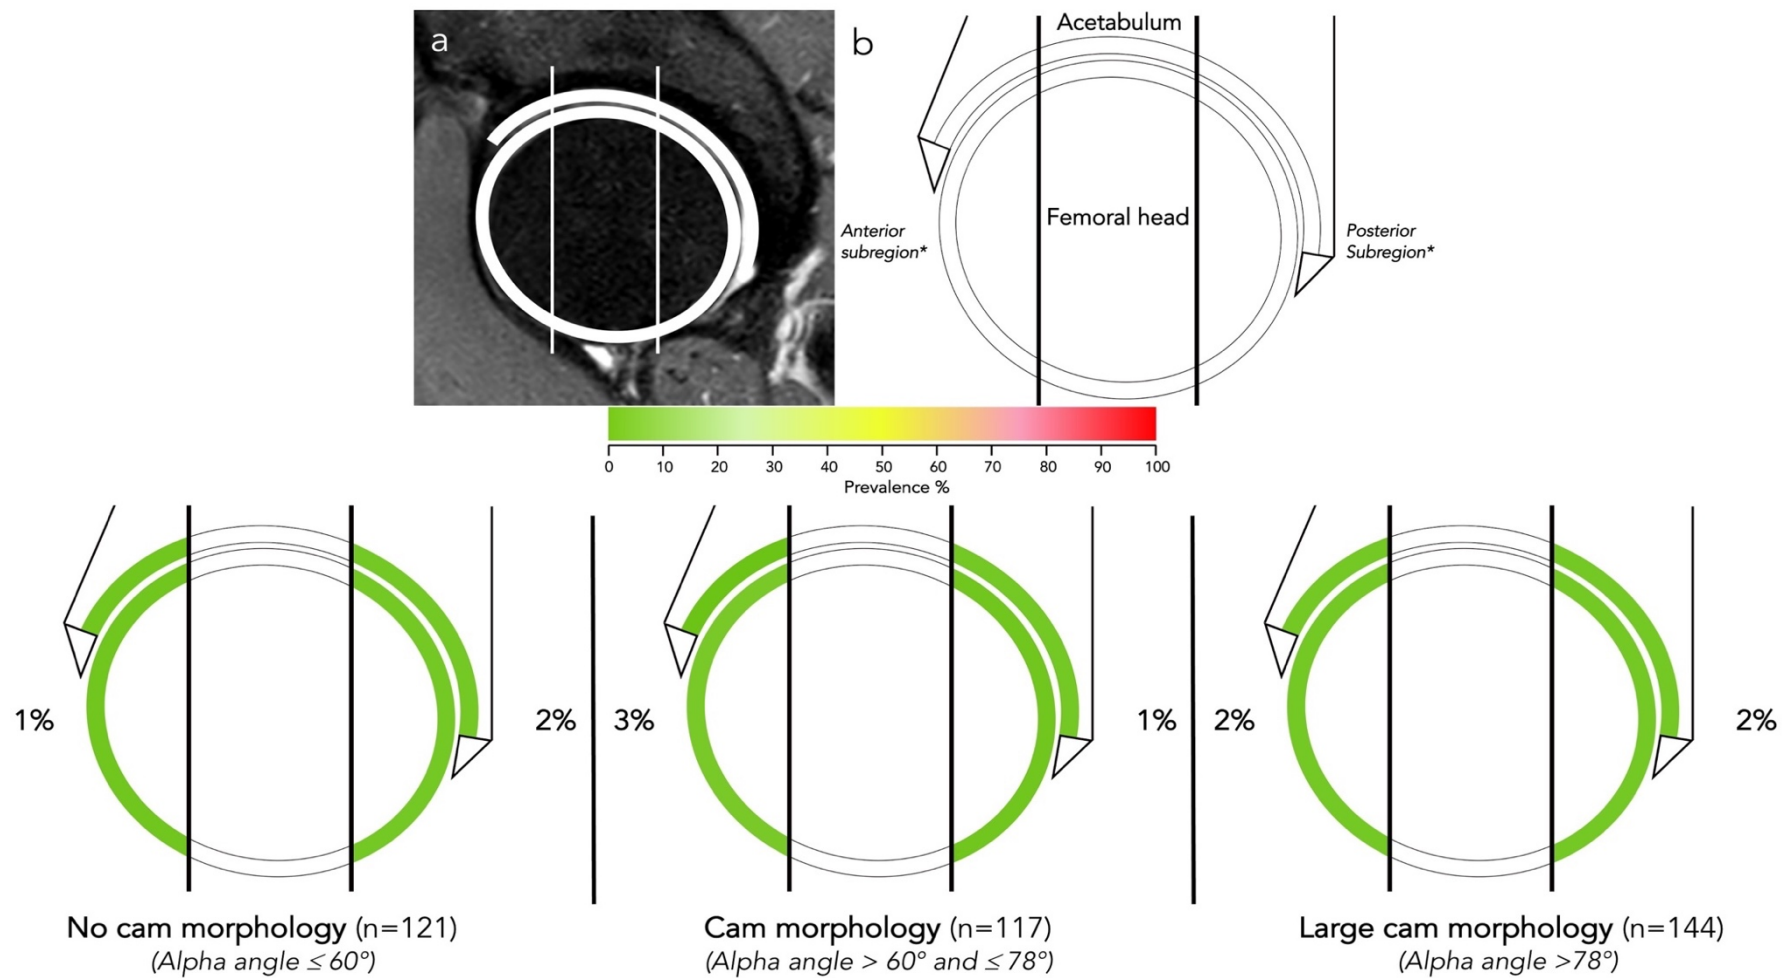 a
b
Acetabulum
Femoral head
Anterior
subregion*
Posterior
Subregion*
0 10 20 30 40 50 60 70 80 90 100
Prevalence %
1% 2% 3% 1% 2% 2%
No cam morphology (n=121)
(Alpha angle ≤ 60°)
Cam morphology (n=117)
(Alpha angle > 60° and ≤ 78°)
Large cam morphology (n=144)
(Alpha angle >78°)